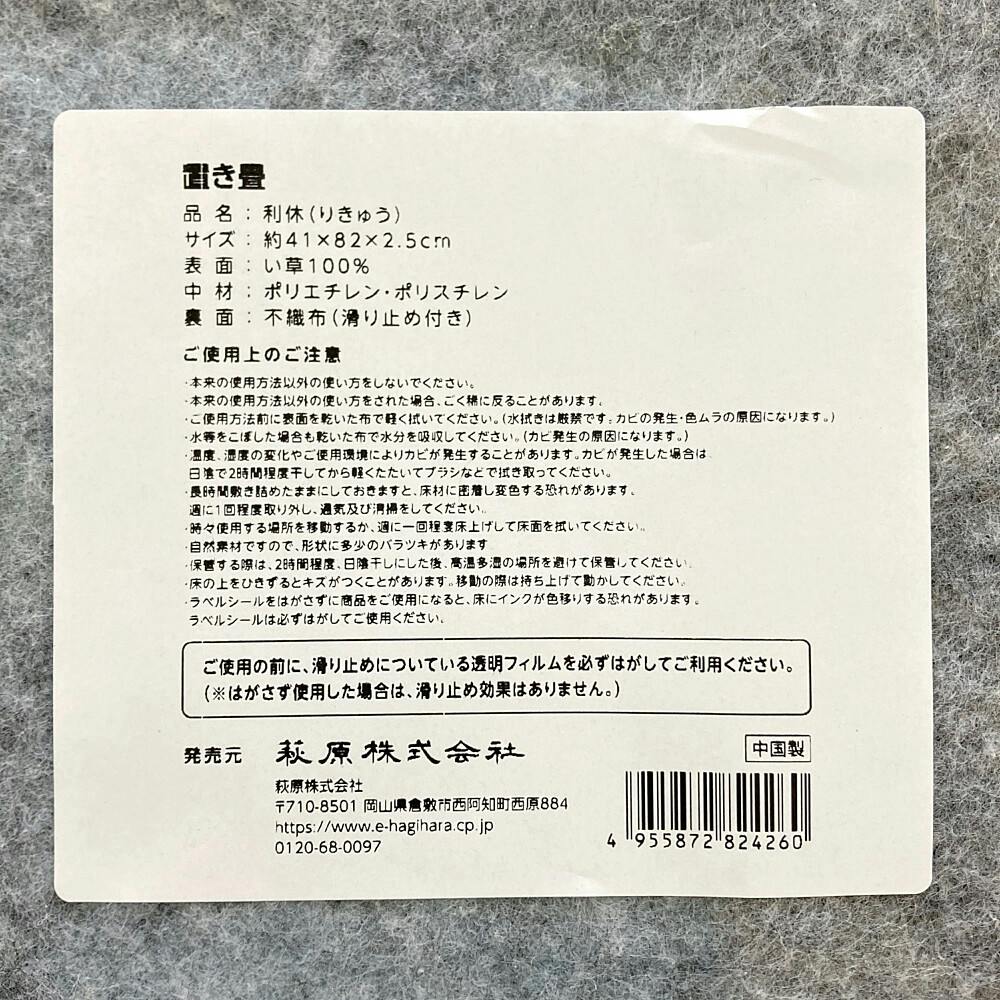 置き畳
品 名 : 利休(りきゅう)
サイズ : 約41×82×2.5cm
表 面 : い草100%
中 材 : ポリエチレン・ポリスチレン
裏 面 : 不織布(滑り止め付き)
ご使用上のご注意
・本来の使用方法以外の使い方をしないでください。
・本来の使用方法以外の使い方をされた場合、ごく稀に反ることがあります。
・ご使用方法前に表面を乾いた布で軽く拭いてください。(水拭きは厳禁です。カビの発生・色ムラの原因になります。)
・水等をこぼした場合も乾いた布で水分を吸収してください。(カビ発生の原因になります。)
・温度、湿度の変化やご使用環境によりカビが発生することがあります。カビが発生した場合は、
日陰で2時間程度干してから軽くたたいてブラシなどで拭き取ってください。
・長時間敷き詰めたままにしておきますと、床材に密着し変色する恐れがあります。
週に1回程度取り外し、通気及び清掃をしてください。
・時々使用する場所を移動するか、週に一回程度床上げして床面を拭いてください。
・自然素材ですので、形状に多少のバラツキがあります
・保管する際は、2時間程度、日陰干しにした後、高温多湿の場所を避けて保管してください。
・床の上をひきずるとキズがつくことがあります。移動の際は持ち上げて動かしてください。
・ラベルシールをはがさずに商品をご使用になると、床にインクが色移りする恐れがあります。
ラベルシールは必ずはがしてご使用ください。
ご使用の前に、滑り止めについている透明フィルムを必ずはがしてご利用ください。
(※はがさず使用した場合は、滑り止め効果はありません。)
発売元 萩原株式会社 中国製
萩原株式会社
〒710-8501 岡山県倉敷市西阿知町西原884
https://www.e-hagihara.cp.jp
0120-68-0097
4 955872 824260